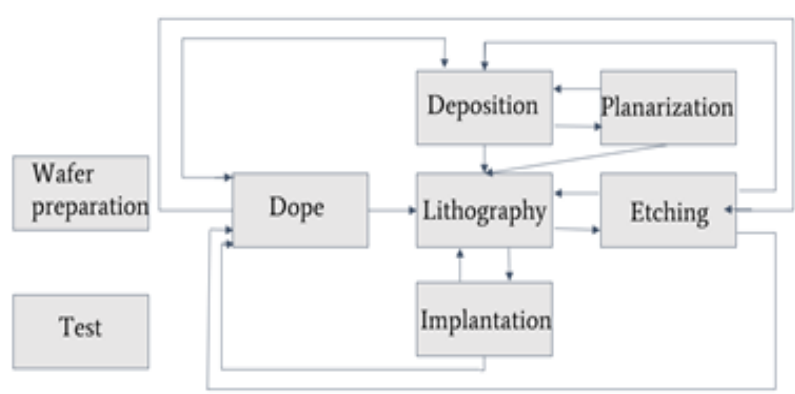 Deposition
Planarization
Wafer
preparation
Dope
Lithography
Etching
Test
Implantation